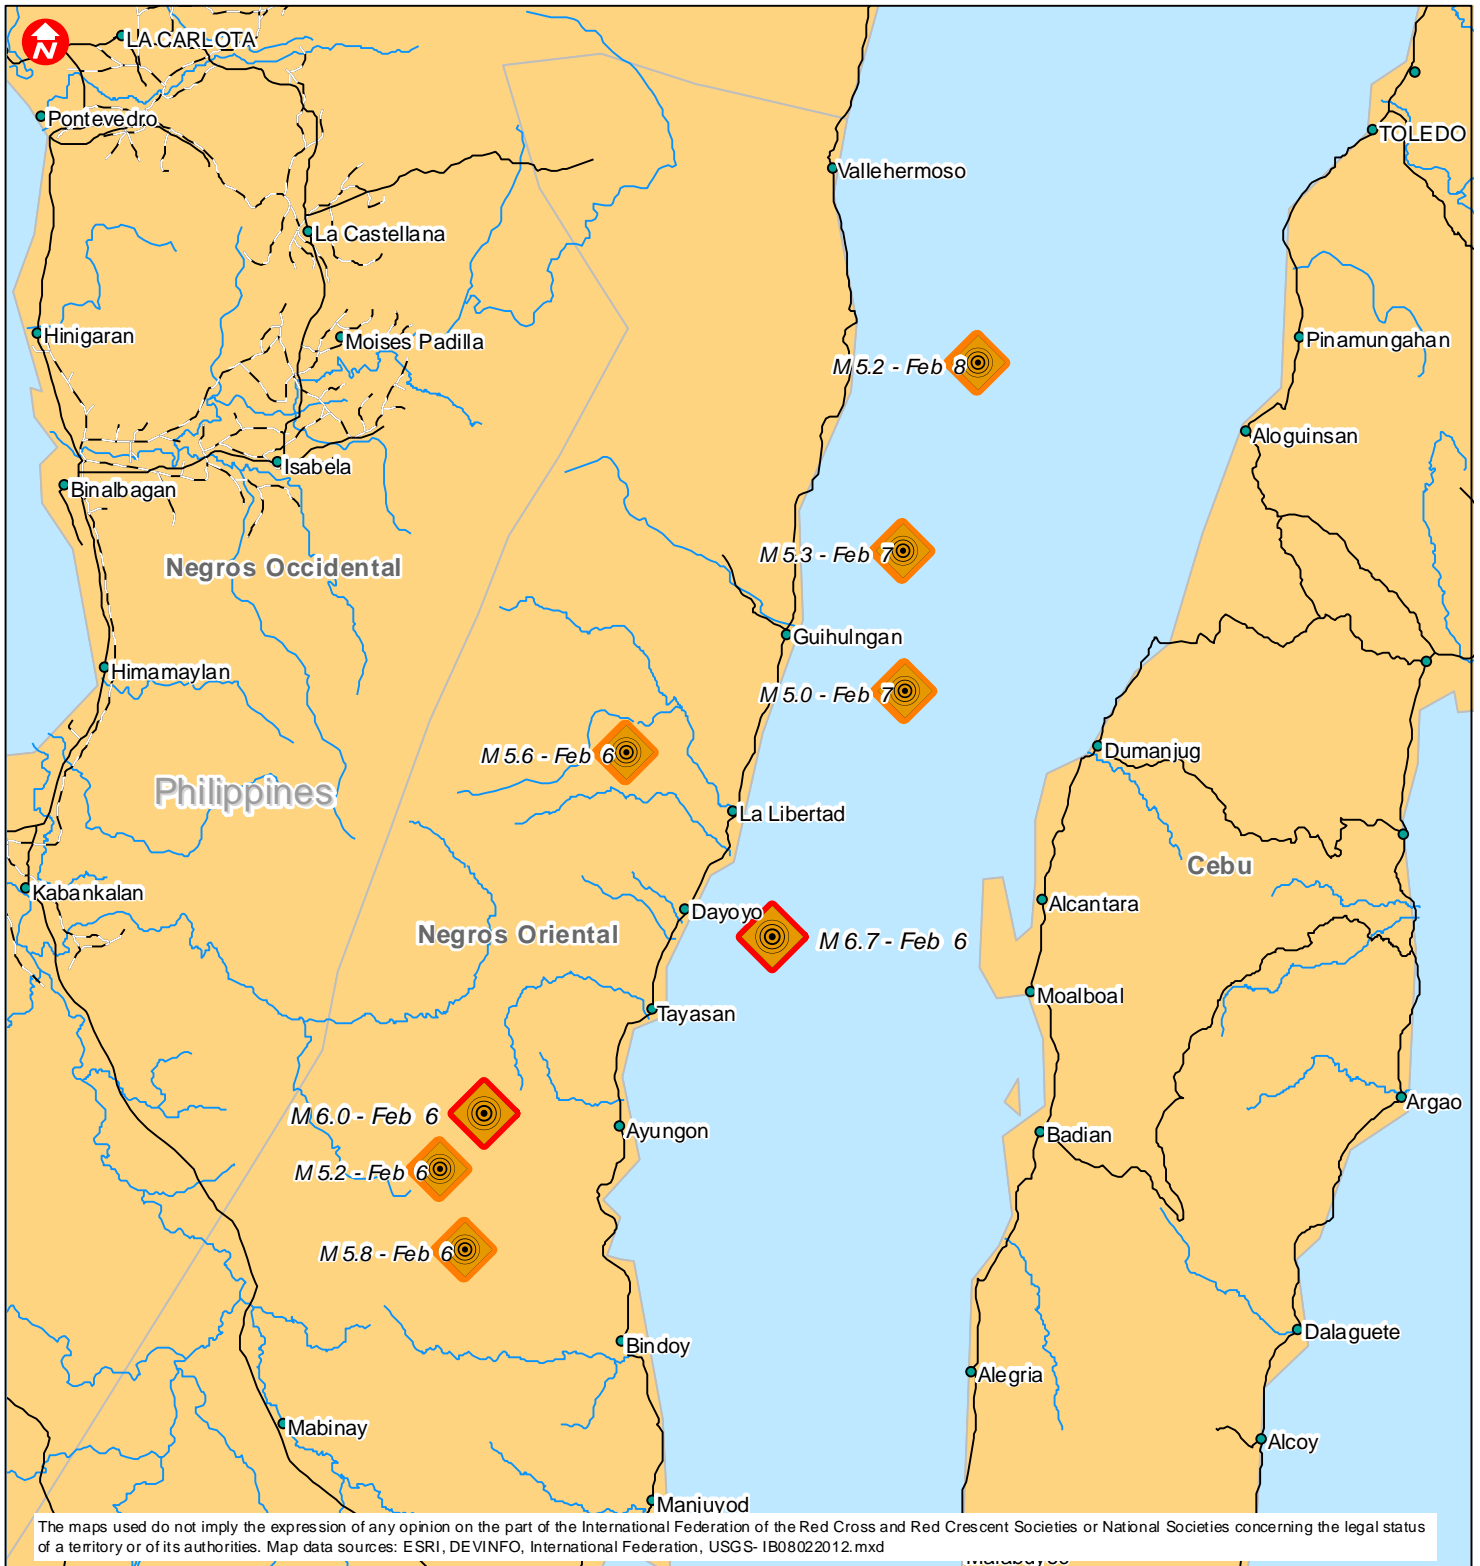 N
LA CARLOTA
Pontevedro
TOLEDO
Vallehermoso
La Castellana
Hinigaran
Moises Padilla
Pinamungahan
M 5.2 - Feb 8
Aloguinsan
Isabela
Binalbagan
M 5.3 - Feb 7
Negros Occidental
Guihulngan
Himamaylan
M 5.0 - Feb 7
M 5.6 - Feb 6
Dumanjug
Philippines
La Libertad
Cebu
Kabankalan
Alcantara
Dayoyo
Negros Oriental
M 6.7 - Feb 6
Moalboal
Tayasan
Argao
M 6.0 - Feb 6
Ayungon
Badian
M 5.2 - Feb 6
M 5.8 - Feb 6
Dalaguete
Bindoy
Alegria
Mabinay
Alcoy
Manjuyod
The maps used do not imply the expression of any opinion on the part of the International Federation of the Red Cross and Red Crescent Societies or National Societies concerning the legal status
of a territory or of its authorities. Map data sources: ESRI, DEVINFO, International Federation, USGS- IB08022012.mxd